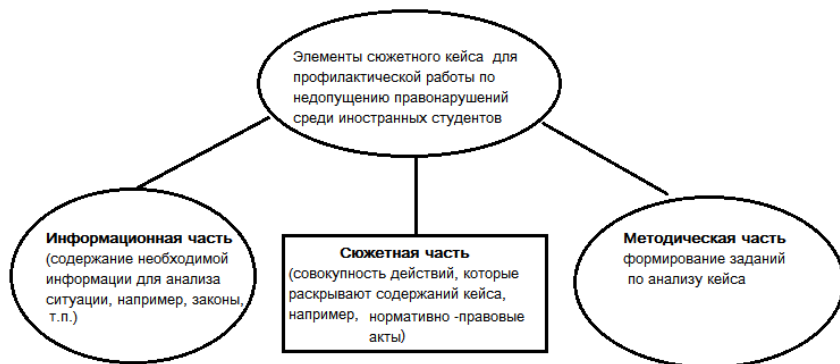 Элементы сюжетного кейса для
профилактической работы по
недопущению правонарушений
среди иностранных студентов
Информационная часть
(содержание необходимой
информации для анализа
ситуации, например, законы,
т.п.)
Сюжетная часть
(совокупность действий, которые
раскрывают содержаний кейса,
например, нормативно -правовые
акты)
Методическая часть
формирование заданий
по анализу кейса